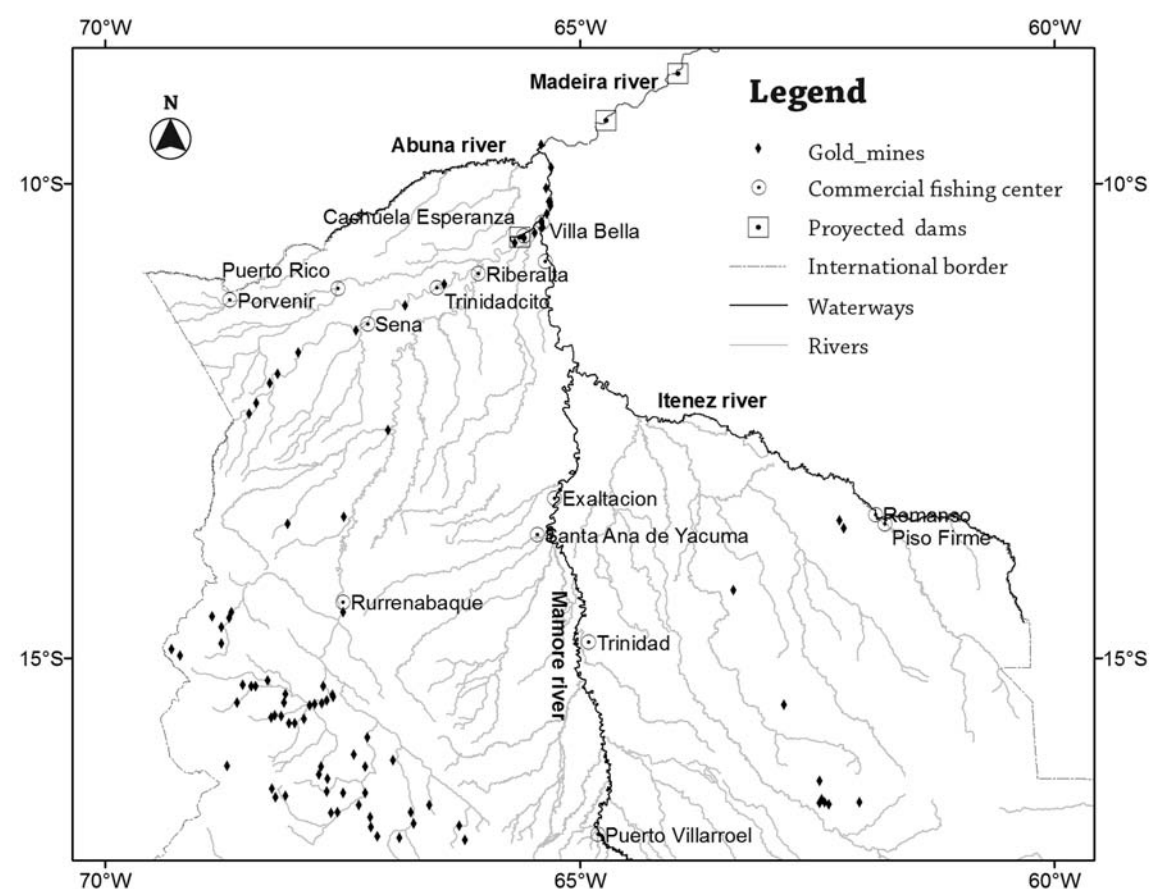 70°W 65°W 60°W
Madeira river
Legend
N
Abuna river
Gold_mines
10°S 10°S
Commercial fishing center
Cachuela Esperanza
Villa Bella
Proyected dams
International border
Puerto Rico
Riberalta
Porvenir
Trinidadcito
Waterways
Sena
Rivers
Itenez river
Exaltacion
Remanso
Santa Ana de Yacuma
Piso Firme
Rurrenabaque
Mamore river
Trinidad
15°S 15°S
Puerto Villarroel
70°W 65°W 60°W